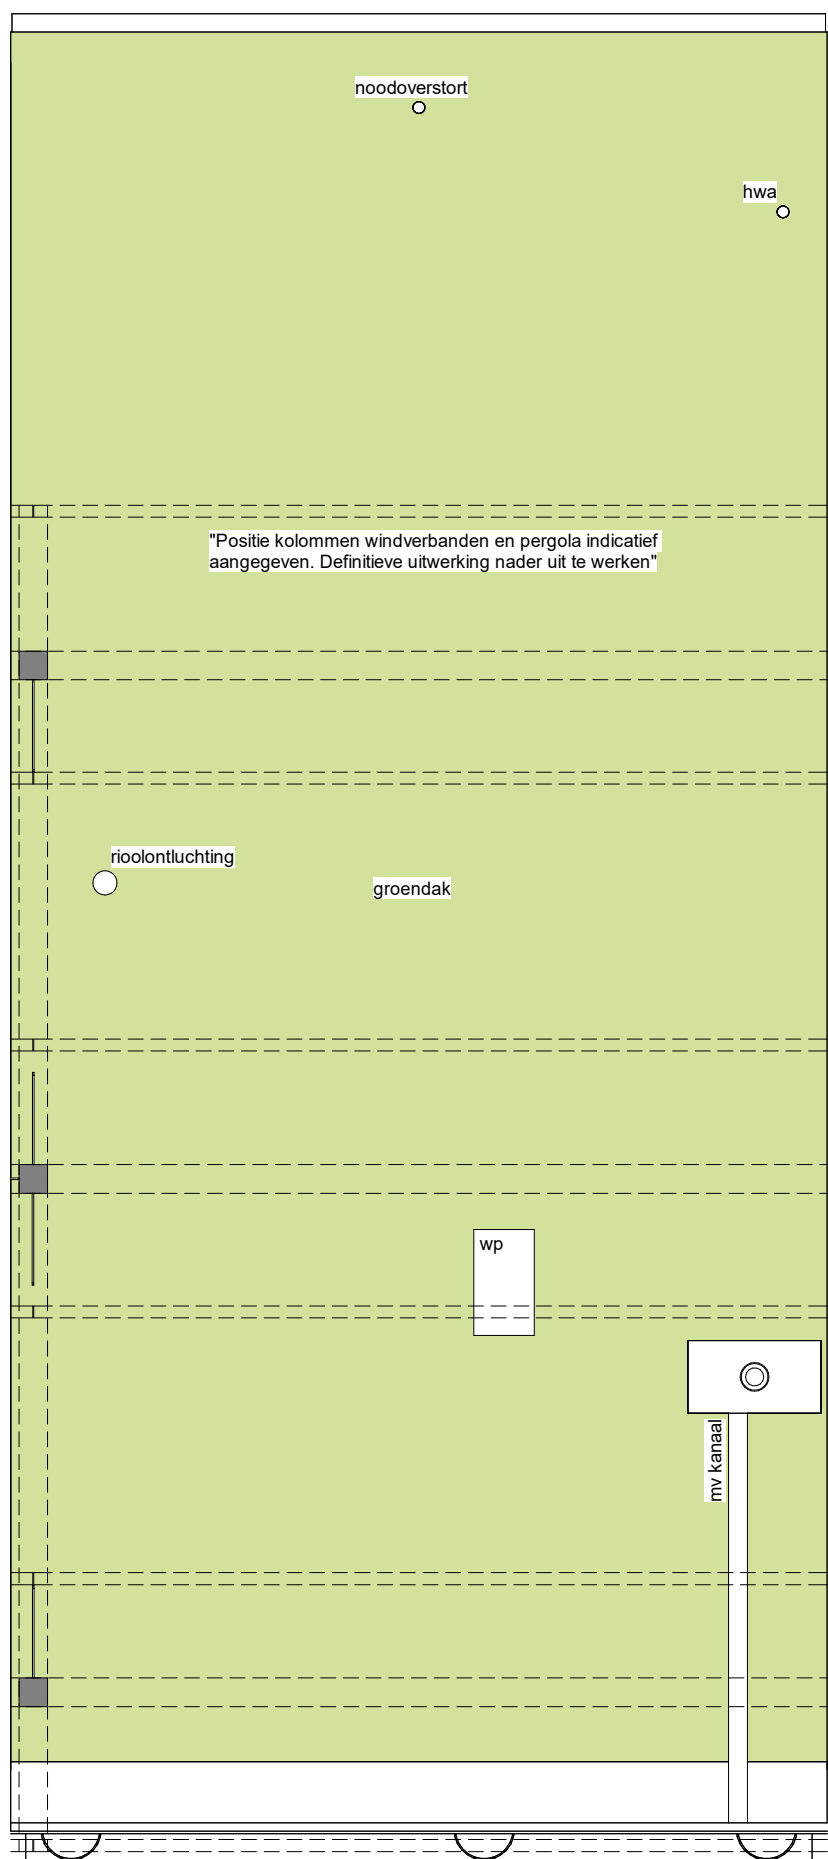 noodoverstort
hwa
"Positie kolommen windverbanden en pergola indicatief
aangegeven. Definitieve uitwerking nader uit te werken"
rioolontluchting
groendak
wp
mv kanaal